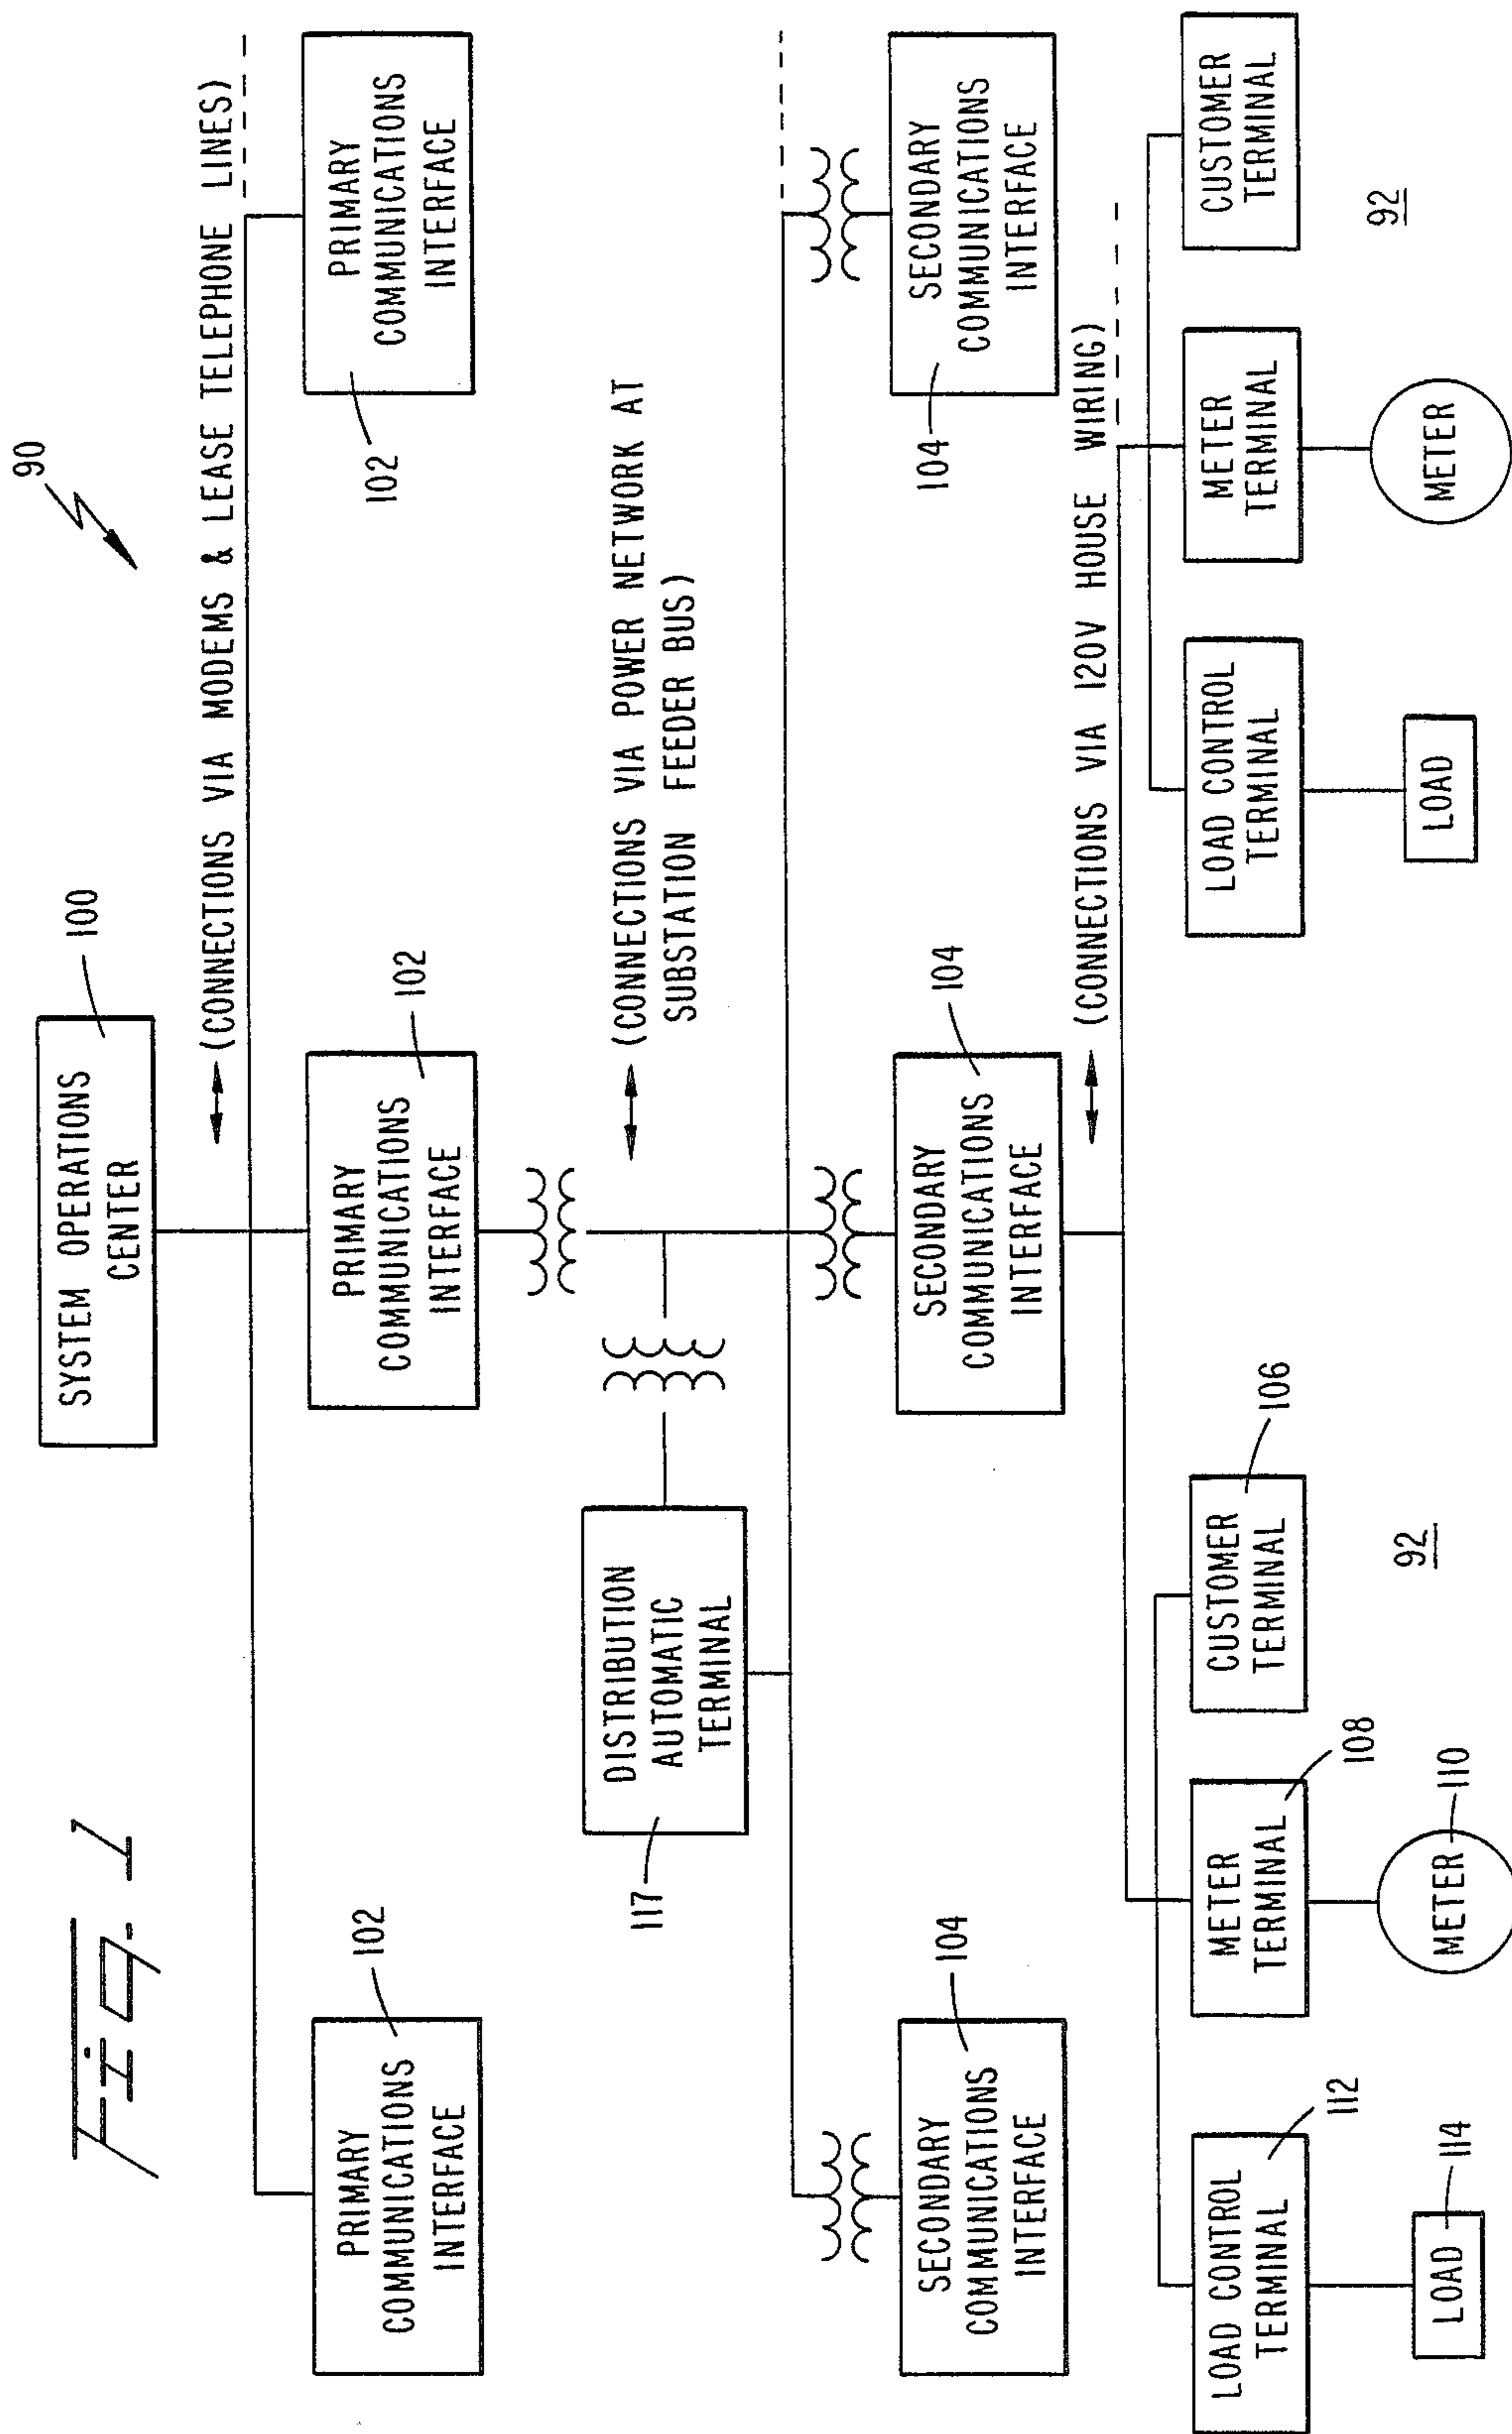 Fig. 1
90
SYSTEM OPERATIONS
CENTER
100
(CONNECTIONS VIA MODEMS & LEASE TELEPHONE LINES)
PRIMARY
COMMUNICATIONS
INTERFACE
102
PRIMARY
COMMUNICATIONS
INTERFACE
102
PRIMARY
COMMUNICATIONS
INTERFACE
102
(CONNECTIONS VIA POWER NETWORK AT
SUBSTATION FEEDER BUS)
DISTRIBUTION
AUTOMATIC
TERMINAL
117
SECONDARY
COMMUNICATIONS
INTERFACE
104
SECONDARY
COMMUNICATIONS
INTERFACE
104
SECONDARY
COMMUNICATIONS
INTERFACE
104
(CONNECTIONS VIA 120V HOUSE WIRING)
LOAD CONTROL
TERMINAL
112
METER
TERMINAL
108
CUSTOMER
TERMINAL
106
LOAD CONTROL
TERMINAL
METER
TERMINAL
CUSTOMER
TERMINAL
LOAD
114
METER
110
92
LOAD
METER
92